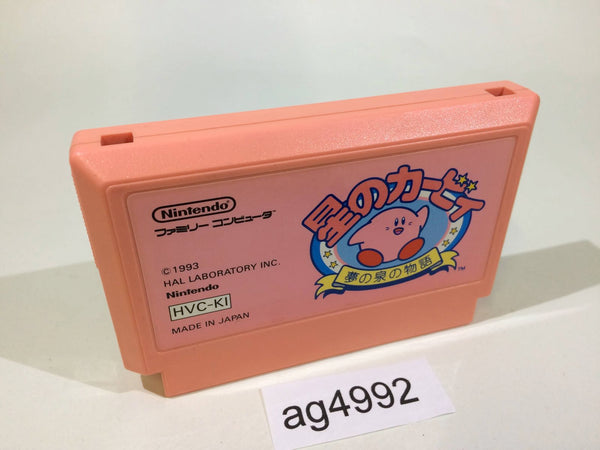 Nintendo
ファミリー コンピュータ
©1993
HAL LABORATORY INC.
Nintendo
HVC-KI
MADE IN JAPAN
星のカービィ
夢の泉の物語
TM
ag4992